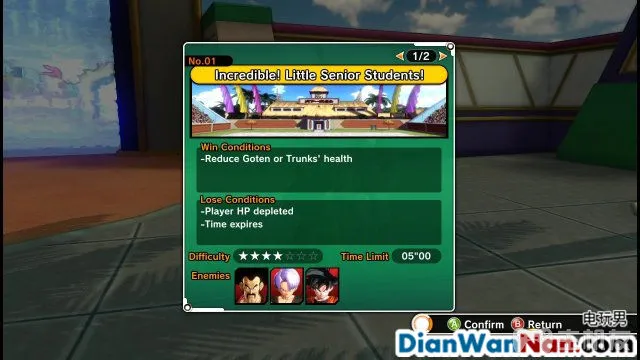 No.01
1/2
Incredible! Little Senior Students!
Win Conditions
-Reduce Goten or Trunks' health
Lose Conditions
-Player HP depleted
-Time expires
Difficulty ★★★★☆☆☆ Time Limit 05"00
Enemies
电玩男
A Confirm B Return
DianWanNan.com